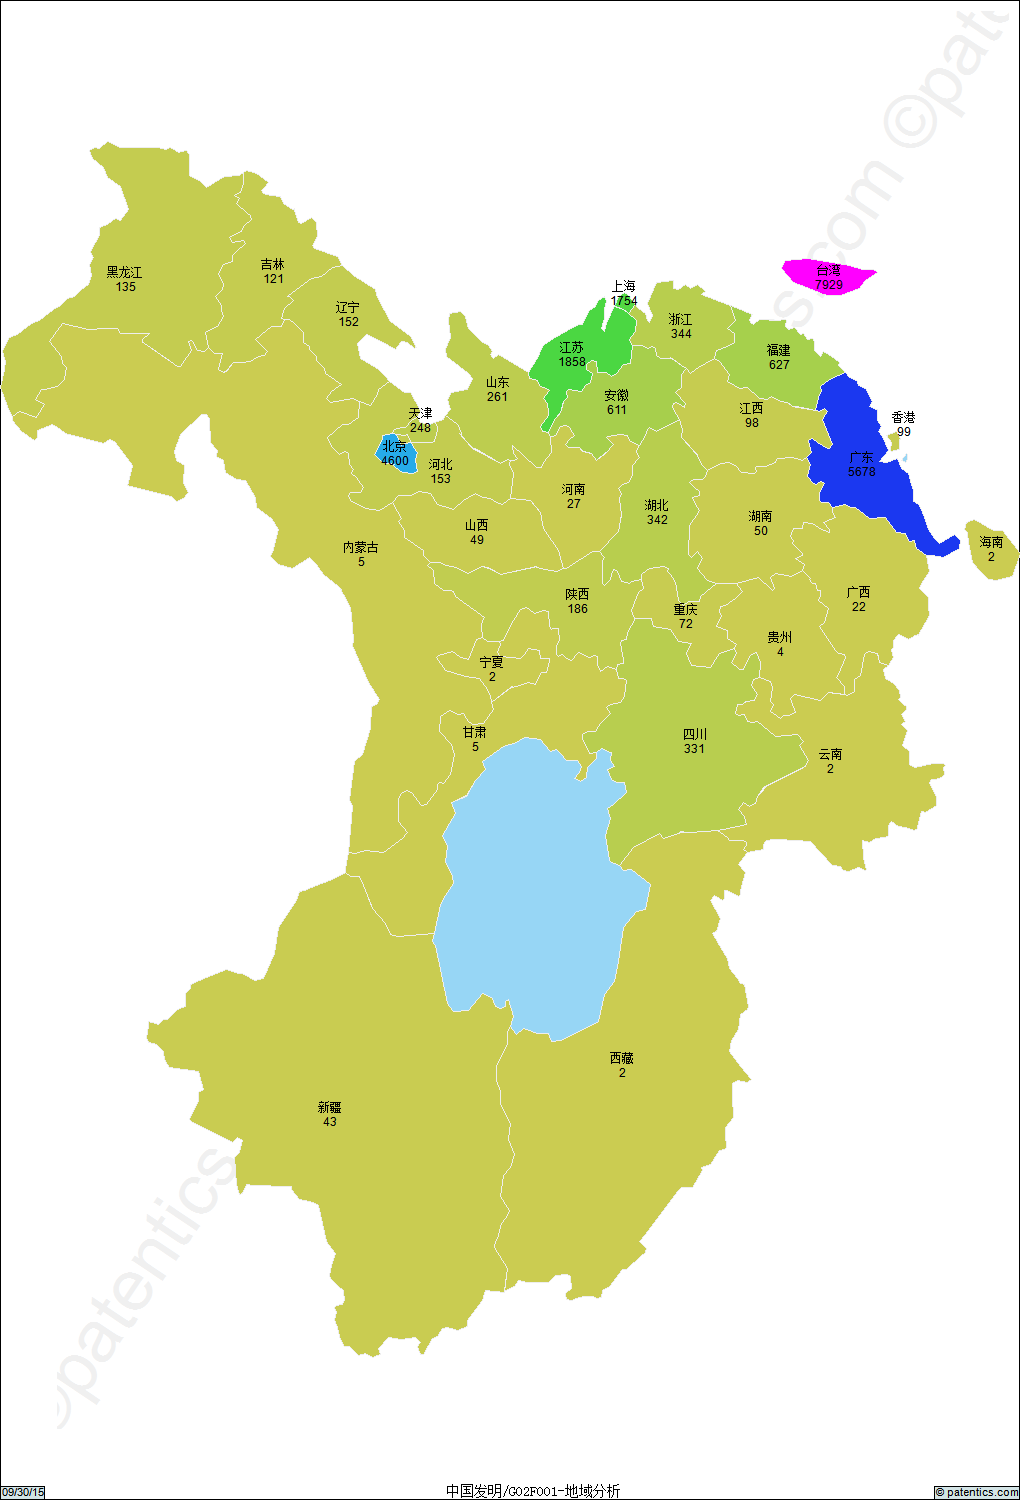 ©patentics.com ©pate
黑龙江
135
吉林
121
辽宁
152
台湾
7929
上海
1754
浙江
344
江苏
1858
福建
627
山东
261
安徽
611
江西
98
天津
248
香港
99
北京
4600
河北
153
广东
5678
河南
27
湖北
342
湖南
50
山西
49
海南
2
内蒙古
5
陕西
186
重庆
72
广西
22
贵州
4
宁夏
2
甘肃
5
四川
331
云南
2
西藏
2
新疆
43
©patentics
09/30/15
中国发明/G02F001-地域分析
© patentics.com